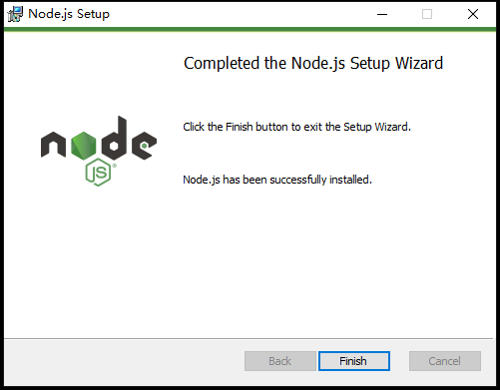 Node.js Setup
Completed the Node.js Setup Wizard
Click the Finish button to exit the Setup Wizard.
node
JS
Node.js has been successfully installed.
Back
Finish
Cancel